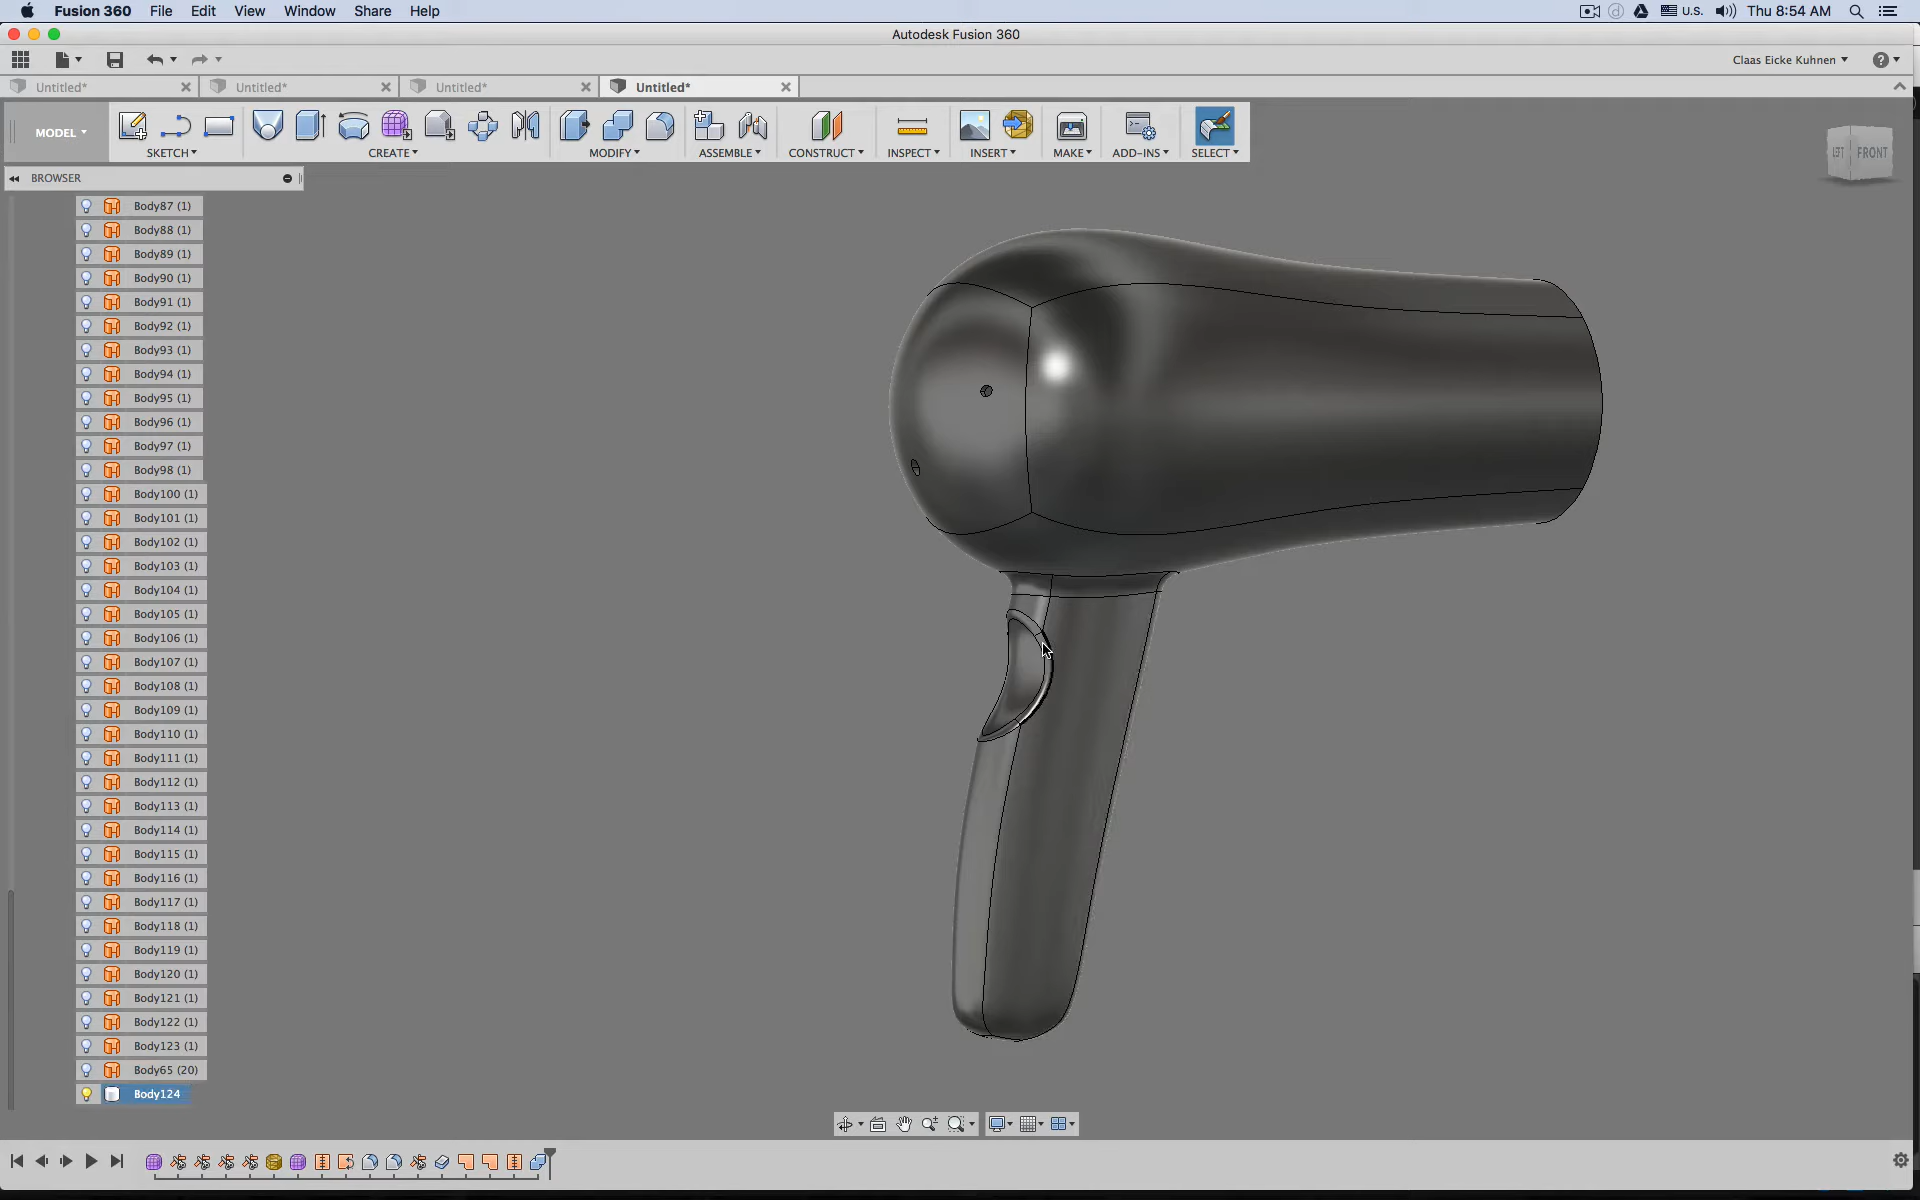 Fusion 360 File Edit View Window Share Help U.S. Thu 8:54 AM
Autodesk Fusion 360
Claas Eicke Kuhnen
Untitled* Untitled* Untitled* Untitled*
MODEL
SKETCH CREATE MODIFY ASSEMBLE CONSTRUCT INSPECT INSERT MAKE ADD-INS SELECT
LEFT FRONT
BROWSER
Body87 (1)
Body88 (1)
Body89 (1)
Body90 (1)
Body91 (1)
Body92 (1)
Body93 (1)
Body94 (1)
Body95 (1)
Body96 (1)
Body97 (1)
Body98 (1)
Body100 (1)
Body101 (1)
Body102 (1)
Body103 (1)
Body104 (1)
Body105 (1)
Body106 (1)
Body107 (1)
Body108 (1)
Body109 (1)
Body110 (1)
Body111 (1)
Body112 (1)
Body113 (1)
Body114 (1)
Body115 (1)
Body116 (1)
Body117 (1)
Body118 (1)
Body119 (1)
Body120 (1)
Body121 (1)
Body122 (1)
Body123 (1)
Body65 (20)
Body124